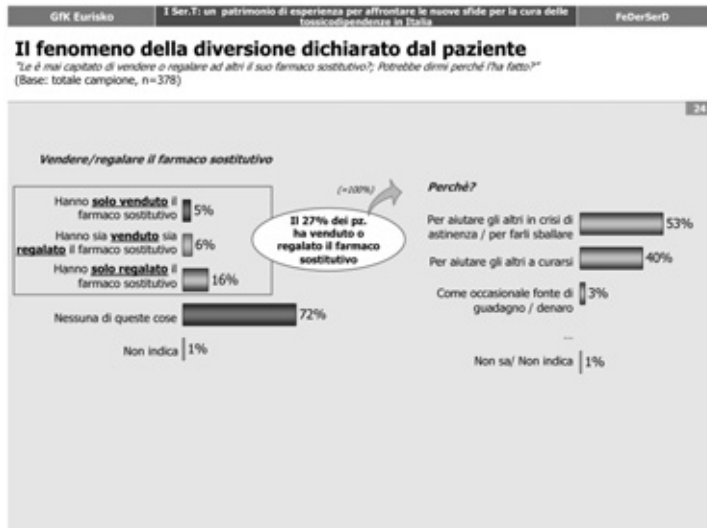 GfK Eurisko
I Ser.T: un patrimonio di esperienza per affrontare le nuove sfide per la cura delle
tossicodipendenze in Italia
FeDerSerD
Il fenomeno della diversione dichiarato dal paziente
"Le è mai capitato di vendere o regalare ad altri il suo farmaco sostitutivo?; Potrebbe dirmi perché l'ha fatto?"
(Base: totale campione, n=378)
24
Vendere/regalare il farmaco sostitutivo
Hanno solo venduto il
farmaco sostitutivo
5%
Hanno sia venduto sia
regalato il farmaco sostitutivo
6%
Hanno solo regalato il
farmaco sostitutivo
16%
Nessuna di queste cose
72%
Non indica
1%
(=100%)
Il 27% dei pz.
ha venduto o
regalato il farmaco
sostitutivo
Perchè?
Per aiutare gli altri in crisi di
astinenza / per farli sballare
53%
Per aiutare gli altri a curarsi
40%
Come occasionale fonte di
guadagno / denaro
3%
...
Non sa/ Non indica
1%